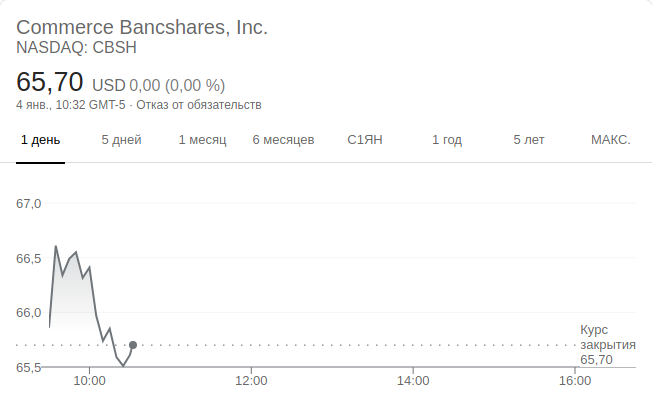 Commerce Bancshares, Inc.
NASDAQ: CBSH
65,70 USD 0,00 (0,00 %)
4 янв., 10:32 GMT-5 · Отказ от обязательств
1 день 5 дней 1 месяц 6 месяцев С1ЯН 1 год 5 лет МАКС.
67,0
66,5
66,0
Курс
закрытия
65,70
65,5
10:00 12:00 14:00 16:00